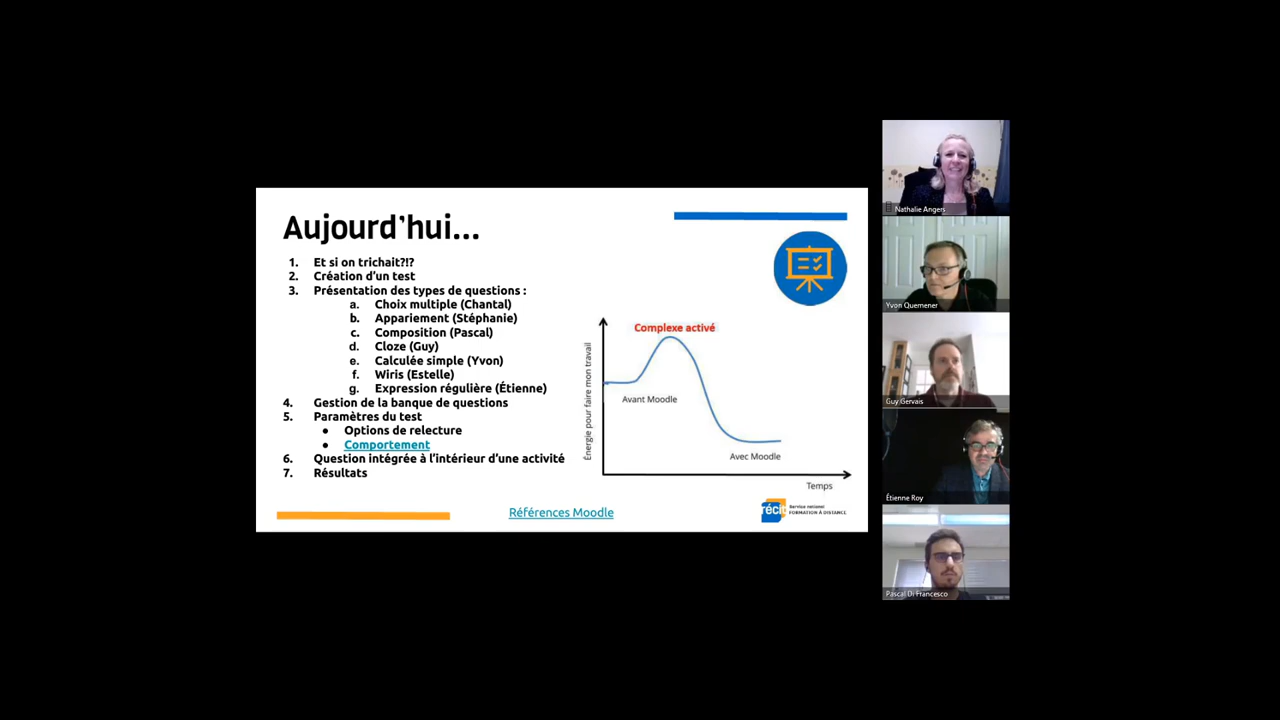 Aujourd'hui...
1. Et si on trichait?!?
2. Création d'un test
3. Présentation des types de questions :
a. Choix multiple (Chantal)
b. Appariement (Stéphanie)
c. Composition (Pascal)
d. Cloze (Guy)
e. Calculée simple (Yvon)
f. Wiris (Estelle)
g. Expression régulière (Étienne)
4. Gestion de la banque de questions
5. Paramètres du test
● Options de relecture
● Comportement
6. Question intégrée à l'intérieur d'une activité
7. Résultats
Références Moodle
Énergie pour faire mon travail
Complexe activé
Avant Moodle
Avec Moodle
Temps
récit
Service national
FORMATION À DISTANCE
Nathalie Angers
Yvon Quemener
Guy Gervais
Étienne Roy
Pascal Di Francesco